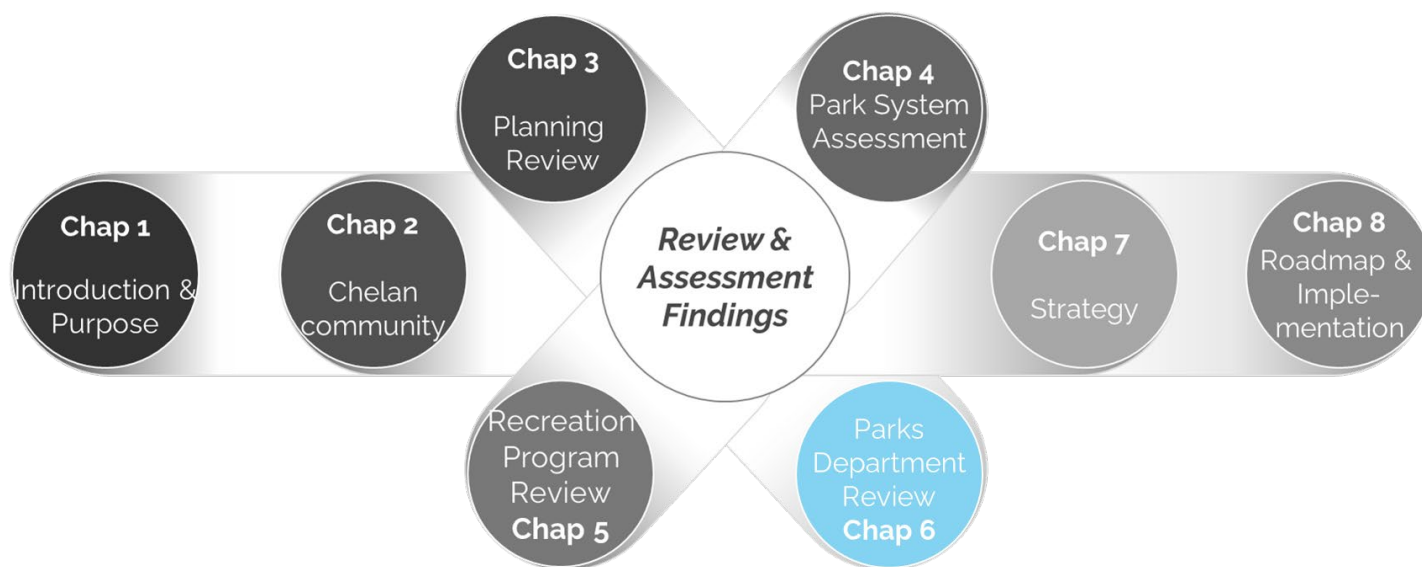 Chap 1
Introduction &
Purpose
Chap 2
Chelan
community
Chap 3
Planning
Review
Chap 4
Park System
Assessment
Recreation
Program
Review
Chap 5
Parks
Department
Review
Chap 6
Review &
Assessment
Findings
Chap 7
Strategy
Chap 8
Roadmap &
Imple-
mentation